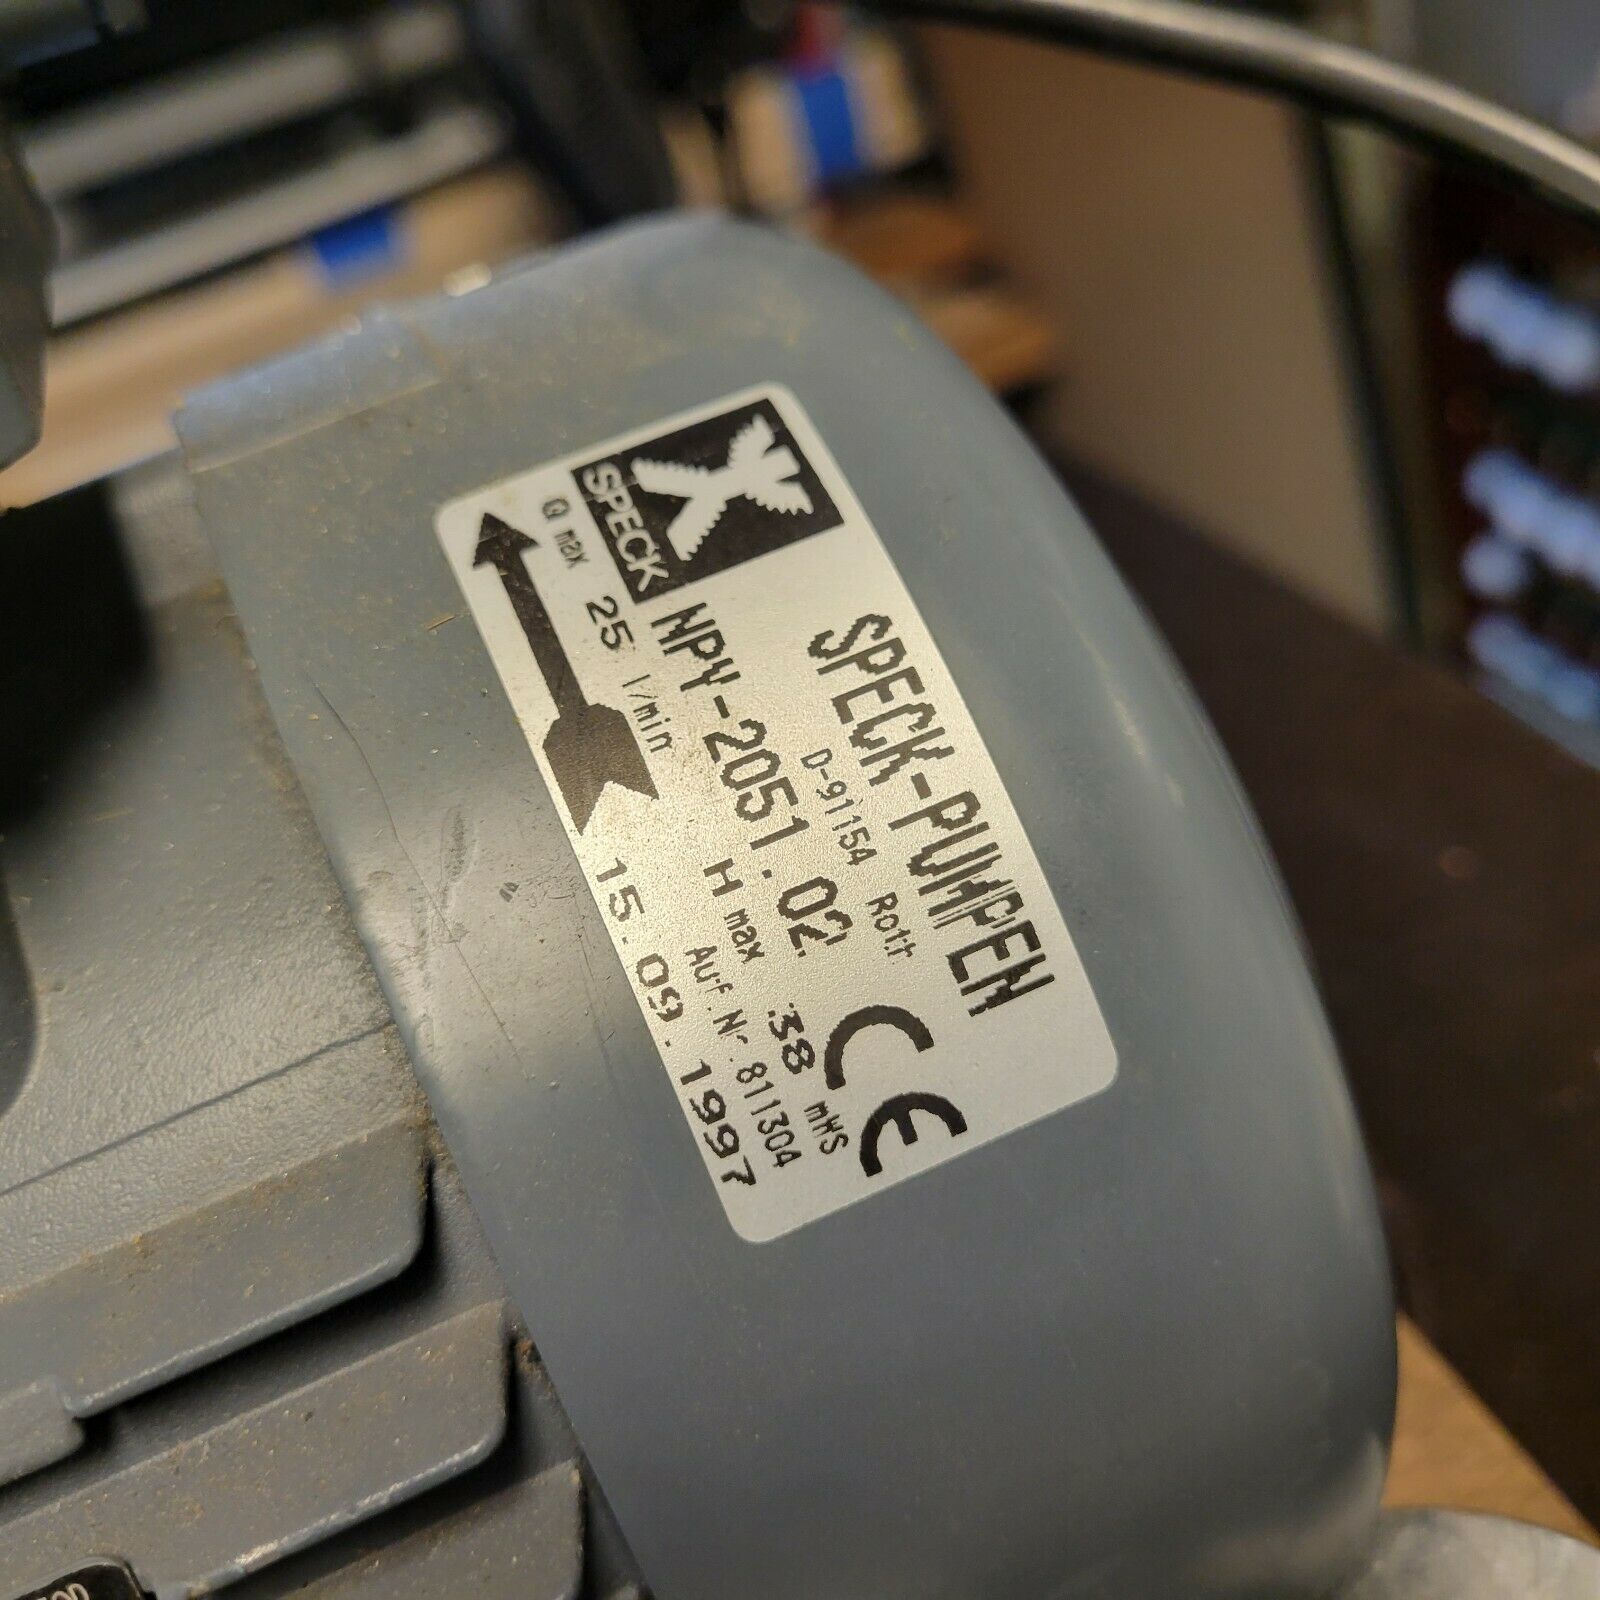 SPECK
SPECK-PUMPEN
D-91154 Roth
NPY-2051.02
CE
Q max 25 l/min H max 38 mWS
Auf.Nr.811304
15.09.1997